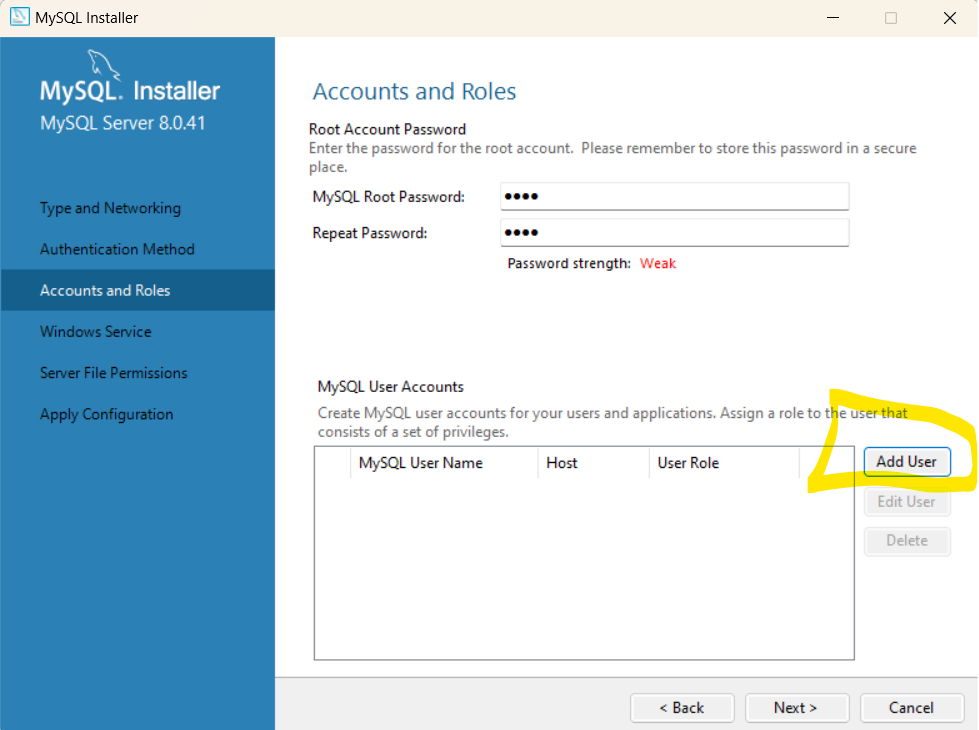 MySQL Installer
MySQL. Installer
MySQL Server 8.0.41
Type and Networking
Authentication Method
Accounts and Roles
Windows Service
Server File Permissions
Apply Configuration
Accounts and Roles
Root Account Password
Enter the password for the root account.  Please remember to store this password in a secure
place.
MySQL Root Password: ●●●●
Repeat Password: ●●●●
Password strength: Weak
MySQL User Accounts
Create MySQL user accounts for your users and applications. Assign a role to the user that
consists of a set of privileges.
MySQL User Name Host User Role
Add User
Edit User
Delete
< Back Next > Cancel